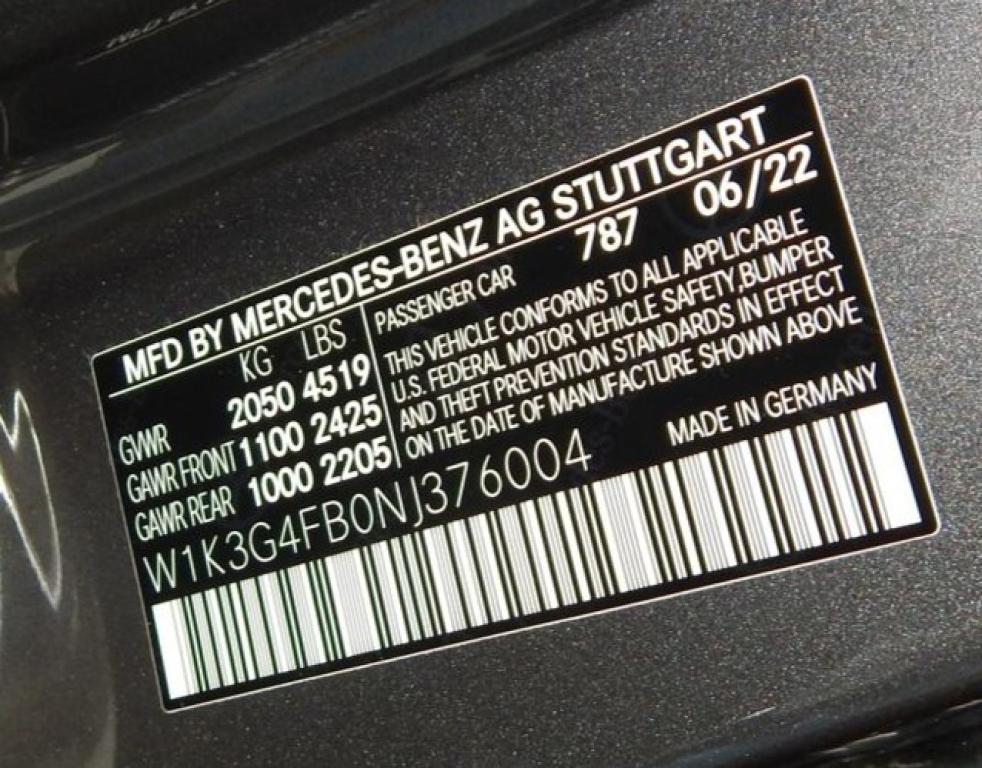 MFD BY MERCEDES-BENZ AG STUTTGART
KG LBS
GVWR 2050 4519
GAWR FRONT 1100 2425
GAWR REAR 1000 2205
PASSENGER CAR 787 06/22
THIS VEHICLE CONFORMS TO ALL APPLICABLE
U.S. FEDERAL MOTOR VEHICLE SAFETY,BUMPER
AND THEFT PREVENTION STANDARDS IN EFFECT
ON THE DATE OF MANUFACTURE SHOWN ABOVE
MADE IN GERMANY
W1K3G4FB0NJ376004